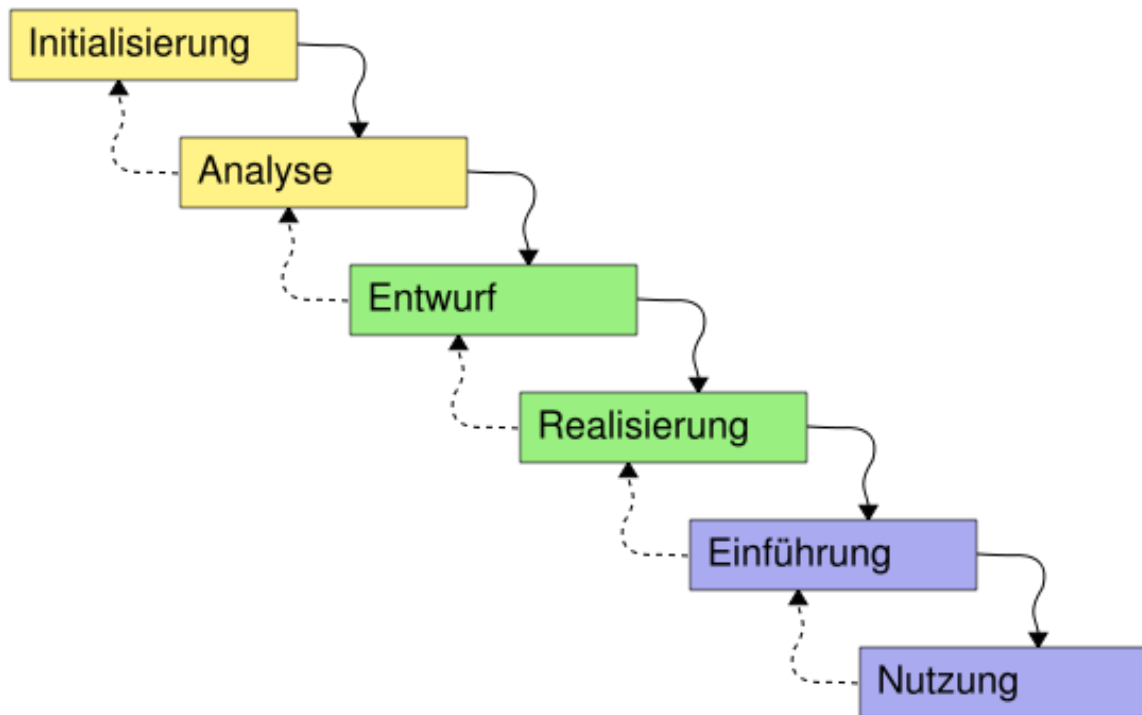 Initialisierung
Analyse
Entwurf
Realisierung
Einführung
Nutzung